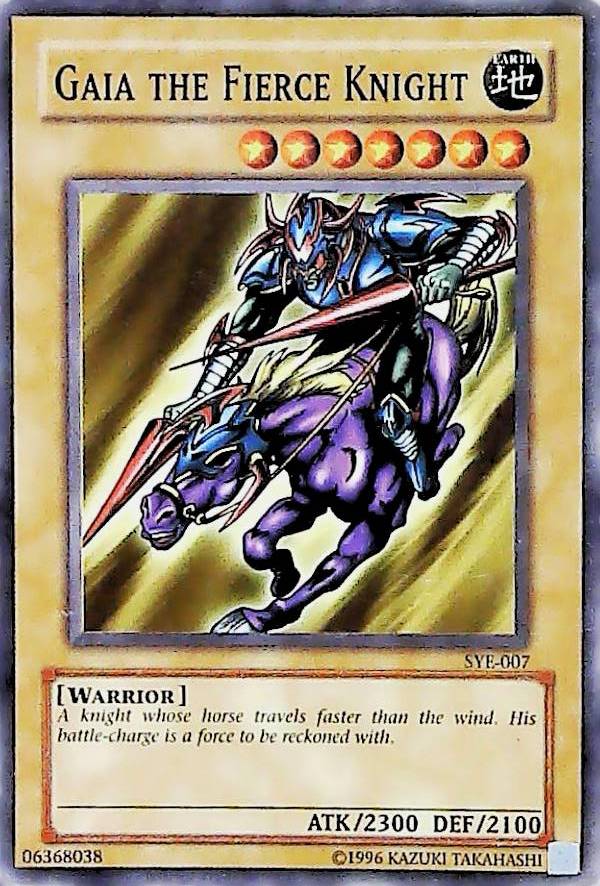 GAIA THE FIERCE KNIGHT
EARTH
地
SYE-007
[WARRIOR]
A knight whose horse travels faster than the wind. His
battle-charge is a force to be reckoned with.
ATK/2300 DEF/2100
06368038
©1996 KAZUKI TAKAHASHI